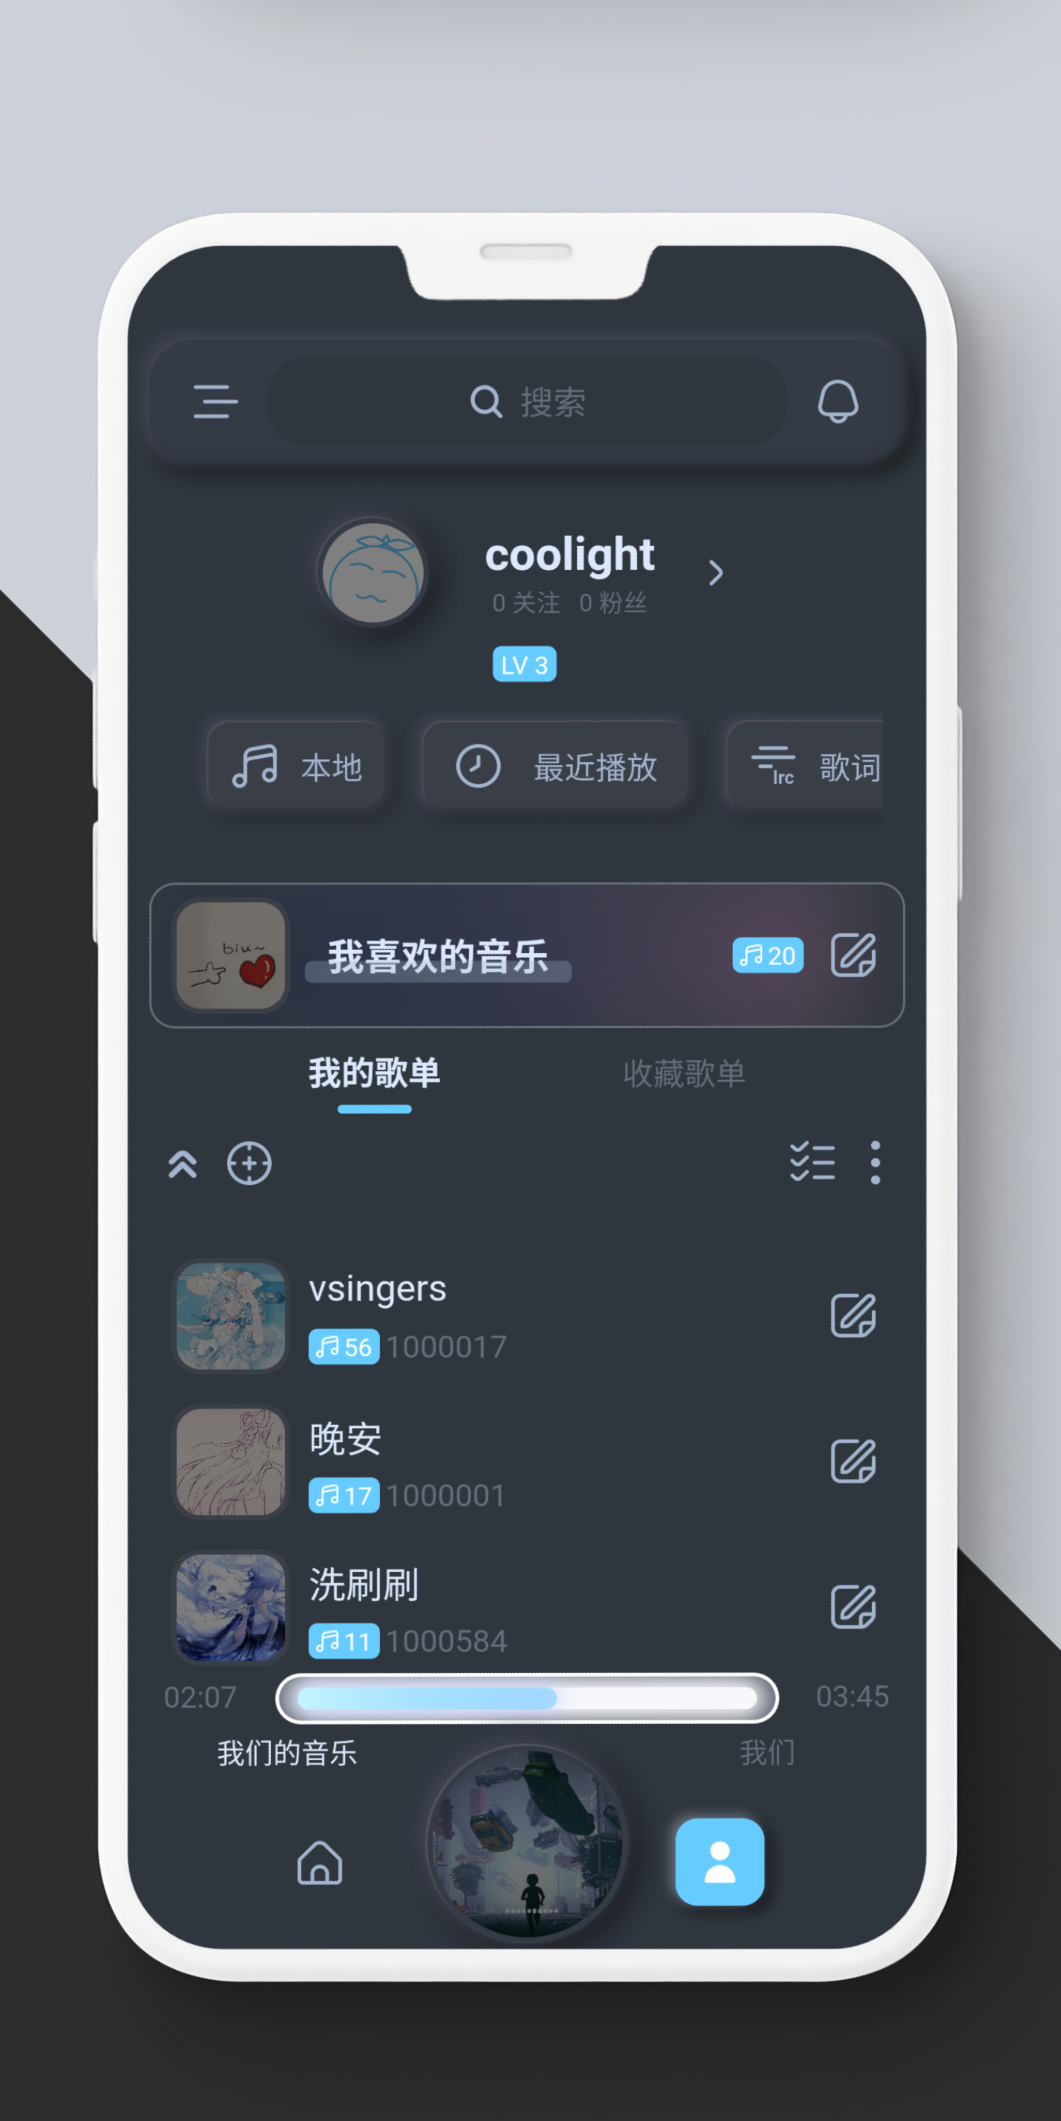 搜索
coolight
0 关注 0 粉丝
LV 3
本地 最近播放 lrc 歌词
biu~
我喜欢的音乐 20
我的歌单 收藏歌单
vsingers
56 1000017
晚安
17 1000001
洗刷刷
11 1000584
02:07 03:45
我们的音乐 我们